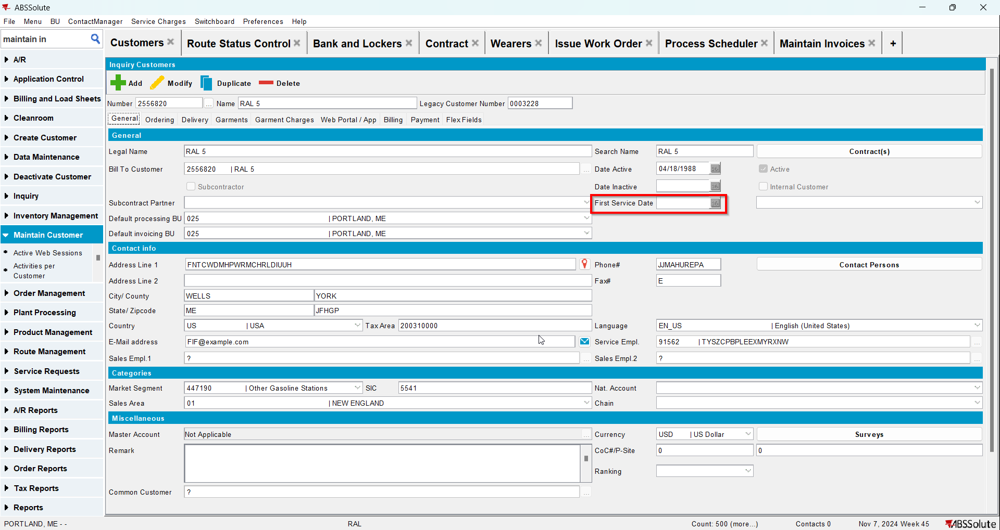 ABSSolute
File Menu BU ContactManager Service Charges Switchboard Preferences Help
maintain in
Customers Route Status Control Bank and Lockers Contract Wearers Issue Work Order Process Scheduler Maintain Invoices +
A/R
Application Control
Billing and Load Sheets
Cleanroom
Create Customer
Data Maintenance
Deactivate Customer
Inquiry
Inventory Management
Maintain Customer
Active Web Sessions
Activities per
Customer
Order Management
Plant Processing
Product Management
Route Management
Service Requests
System Maintenance
A/R Reports
Billing Reports
Delivery Reports
Order Reports
Tax Reports
Reports
Inquiry Customers
Add Modify Duplicate Delete
Number 2556820 ... Name RAL 5 Legacy Customer Number 0003228
General Ordering Delivery Garments Garment Charges Web Portal / App Billing Payment Flex Fields
General
Legal Name RAL 5 Search Name RAL 5 Contract(s)
Bill To Customer 2556820 | RAL 5 ... Date Active 04/18/1988 16 Active
Subcontractor Date Inactive 16 Internal Customer
Subcontract Partner First Service Date 16
Default processing BU 025 | PORTLAND, ME
Default invoicing BU 025 | PORTLAND, ME
Contact info
Address Line 1 FNTCWDMHPWRMCHRLDIUUH Phone# JJMAHUREPA Contact Persons
Address Line 2 Fax# E
City/ County WELLS YORK
State/ Zipcode ME JFHGP
Country US | USA Tax Area 200310000 Language EN_US | English (United States)
E-Mail address FIF@example.com Service Empl. 91562 | TYSZCPBPLEEXMYRXNW ...
Sales Empl.1 ? ... Sales Empl.2 ? ...
Categories
Market Segment 447190 | Other Gasoline Stations SIC 5541 Nat. Account
Sales Area 01 | NEW ENGLAND Chain
Miscellaneous
Master Account Not Applicable ... Currency USD | US Dollar Surveys
Remark CoC#/P-Site 0 0
Ranking
Common Customer ? ...
PORTLAND, ME - - RAL Count: 500 (more...) Contacts 0 Nov 7, 2024 Week 45 ABSSolute